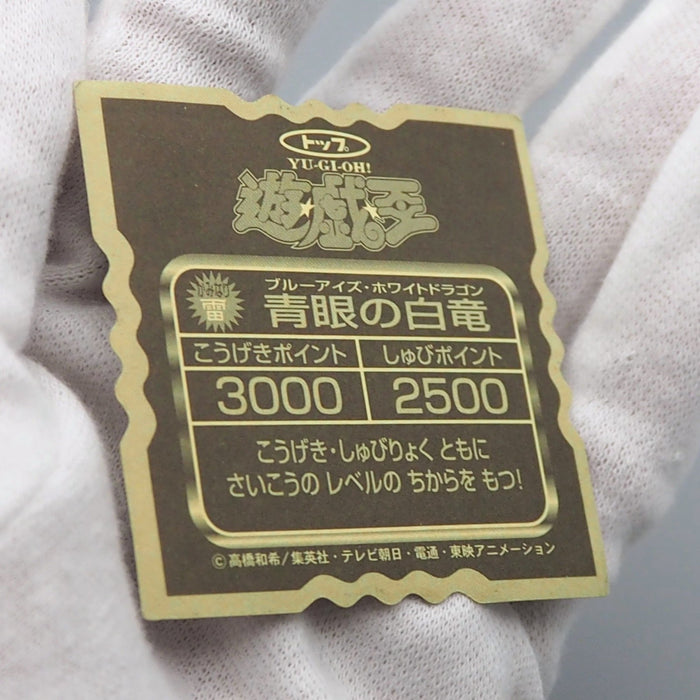 トップ
YU-GI-OH!
遊戯王
ブルーアイズ・ホワイトドラゴン
雷 青眼の白竜
こうげきポイント しゅびポイント
3000 2500
こうげき・しゅびりょく ともに
さいこうの レベルの ちからを もつ!
©高橋和希/集英社・テレビ朝日・電通・東映アニメーション